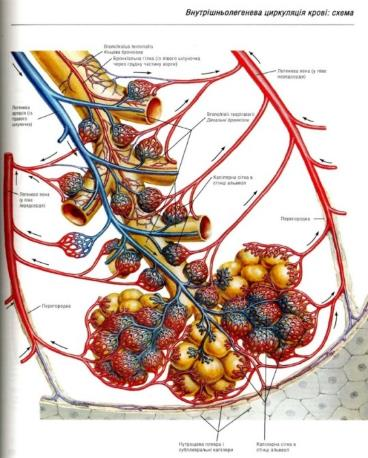 Внутрішньолегенева циркуляція крові: схема
Bronchiolus terminalis
Кінцева бронхіола
Бронхіальна гілка (із лівого шлуночка
через грудну частину аорти)
Легенева вена (у ліве
передсердя)
Легенева
артерія (із
правого
шлуночка)
Bronchioli respiratorii
Дихальні бронхіоли
Капілярна сітка в
стінці альвеол
Легенева вена
(у ліве
передсердя)
Перегородка
Перегородка
Нутрощева плевра і
субплевральні капіляри
Капілярна сітка в
стінці альвеол